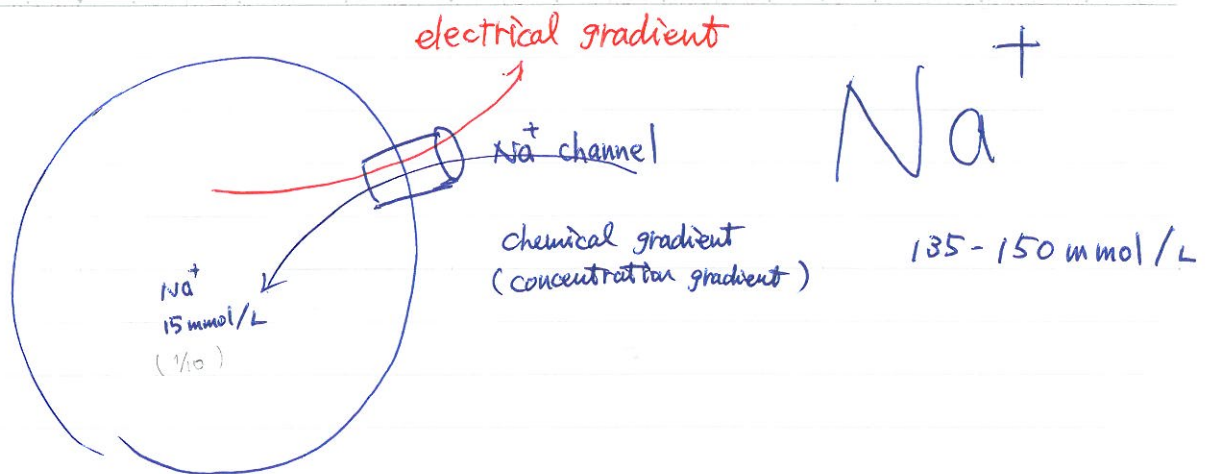 electrical gradient
Na⁺
Na⁺ channel
chemical gradient
(concentration gradient)
135-150 mmol/L
Na⁺
15 mmol/L
(1/10)